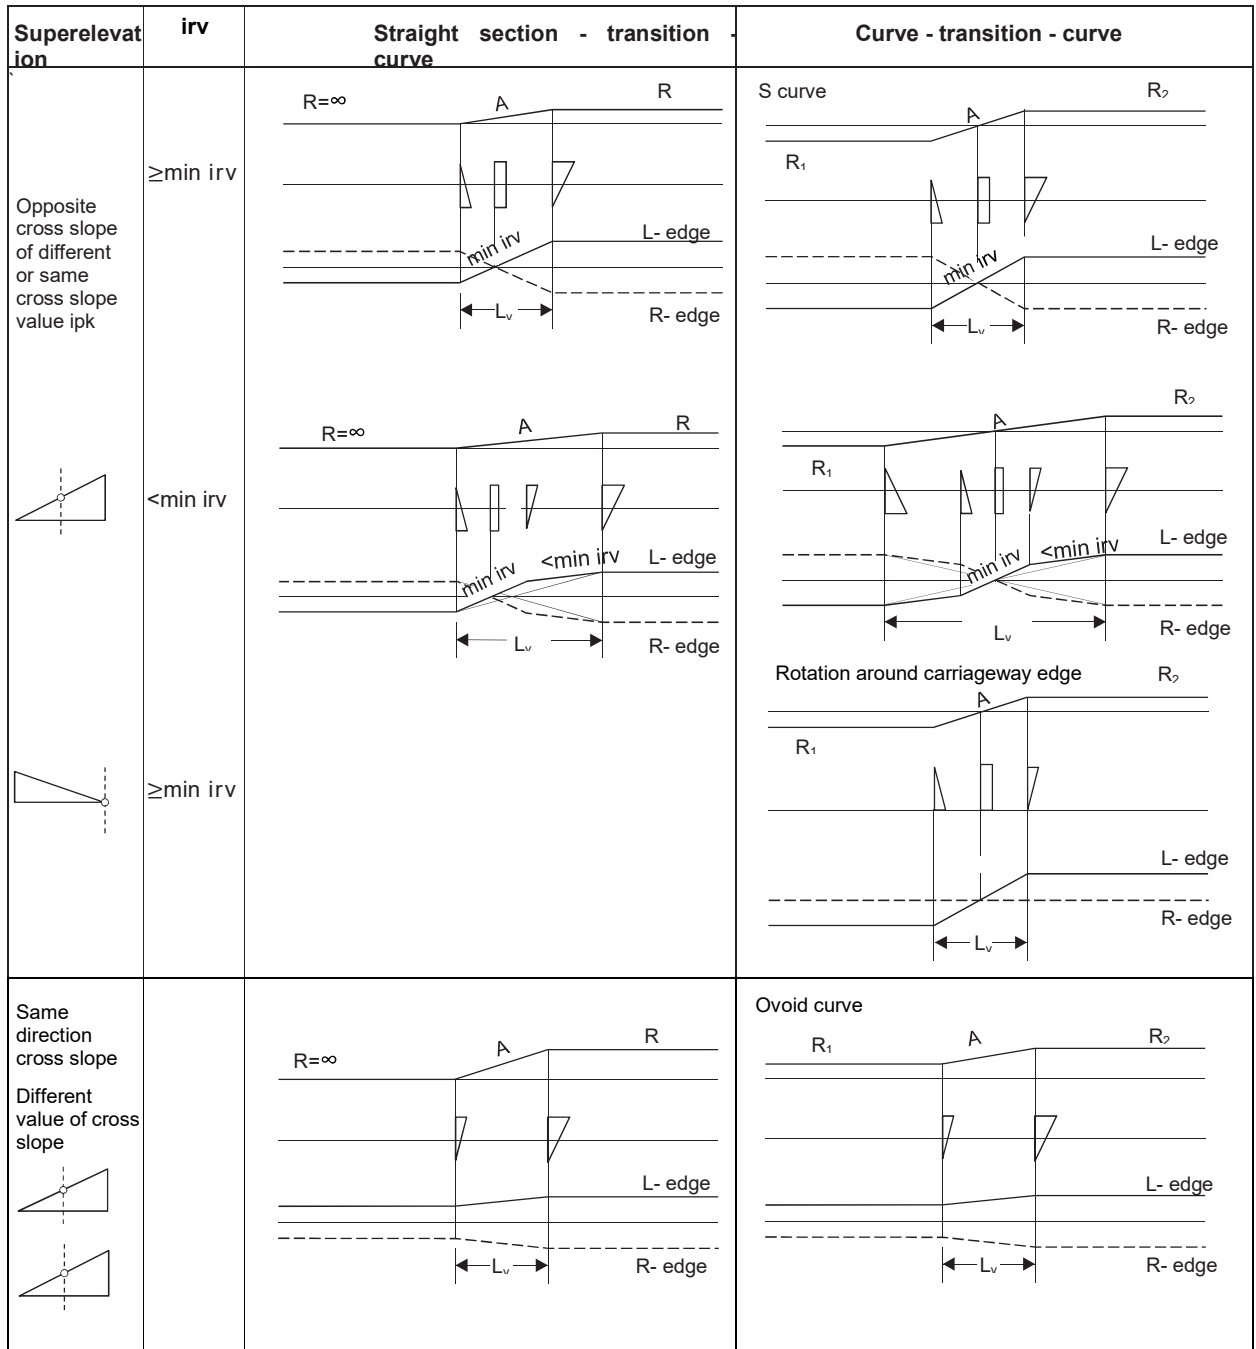 Superelevat
ion
irv
Straight section - transition -
curve
Curve - transition - curve
Opposite
cross slope
of different
or same
cross slope
value ipk
≥min irv
R=∞
A
R
min irv
L- edge
Lv
R- edge
S curve
R2
A
R1
min irv
L- edge
Lv
R- edge
<min irv
R=∞
A
R
min irv
<min irv
L- edge
Lv
R- edge
R2
A
R1
min irv
<min irv
L- edge
Lv
R- edge
≥min irv
Rotation around carriageway edge
R2
A
R1
L- edge
R- edge
Lv
Same
direction
cross slope
Different
value of cross
slope
R=∞
A
R
L- edge
Lv
R- edge
Ovoid curve
R1
A
R2
L- edge
Lv
R- edge